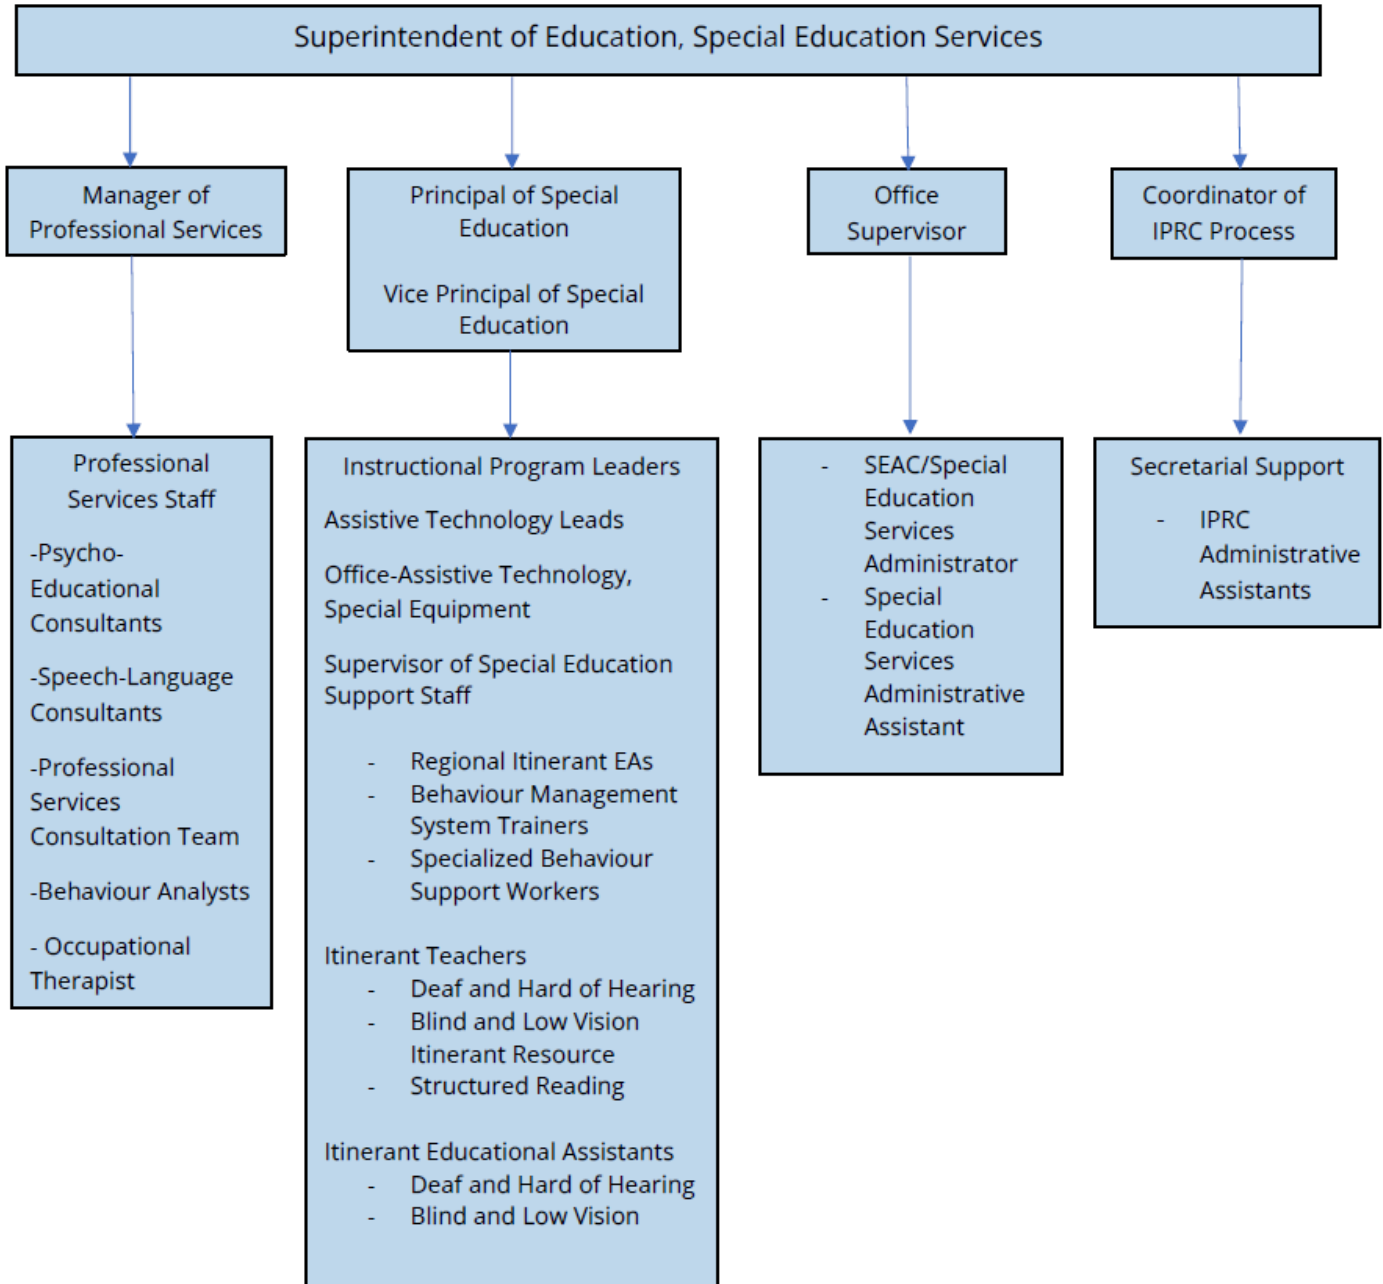 Superintendent of Education, Special Education Services
Manager of
Professional Services
Principal of Special
Education
Vice Principal of Special
Education
Office
Supervisor
Coordinator of
IPRC Process
Professional
Services Staff
-Psycho-
Educational
Consultants
-Speech-Language
Consultants
-Professional
Services
Consultation Team
-Behaviour Analysts
- Occupational
Therapist
Instructional Program Leaders
Assistive Technology Leads
Office-Assistive Technology,
Special Equipment
Supervisor of Special Education
Support Staff
- Regional Itinerant EAs
- Behaviour Management
System Trainers
- Specialized Behaviour
Support Workers
Itinerant Teachers
- Deaf and Hard of Hearing
- Blind and Low Vision
Itinerant Resource
- Structured Reading
Itinerant Educational Assistants
- Deaf and Hard of Hearing
- Blind and Low Vision
- SEAC/Special
Education
Services
Administrator
- Special
Education
Services
Administrative
Assistant
Secretarial Support
- IPRC
Administrative
Assistants